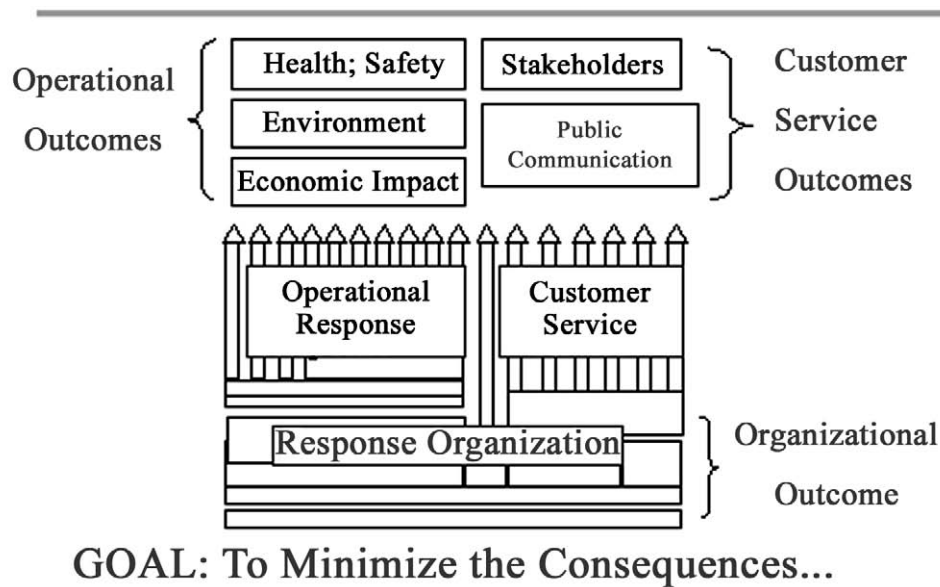 Operational
Outcomes
Health; Safety
Environment
Economic Impact
Stakeholders
Public
Communication
Customer
Service
Outcomes
Operational
Response
Customer
Service
Response Organization
Organizational
Outcome
GOAL: To Minimize the Consequences...